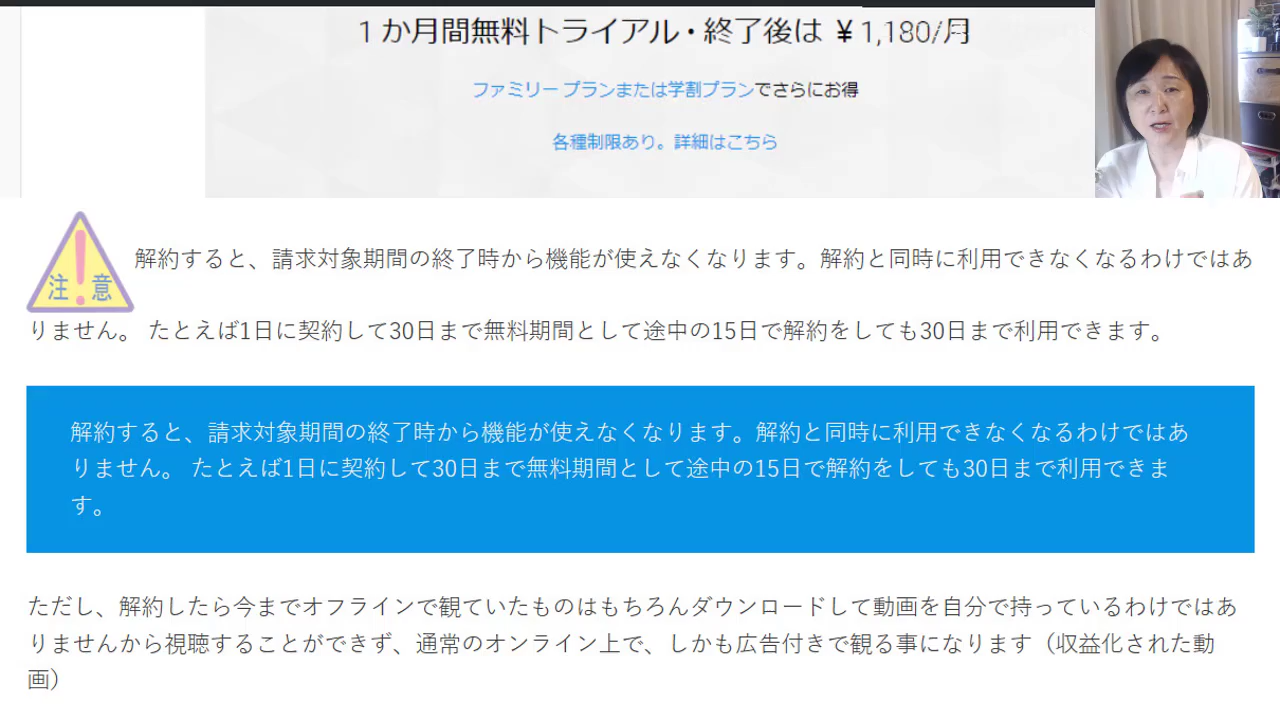 1か月間無料トライアル・終了後は ¥1,180/月
ファミリー プランまたは学割プランでさらにお得
各種制限あり。詳細はこちら
注!意
解約すると、請求対象期間の終了時から機能が使えなくなります。解約と同時に利用できなくなるわけではあ
りません。 たとえば1日に契約して30日まで無料期間として途中の15日で解約をしても30日まで利用できます。
解約すると、請求対象期間の終了時から機能が使えなくなります。解約と同時に利用できなくなるわけではあ
りません。 たとえば1日に契約して30日まで無料期間として途中の15日で解約をしても30日まで利用できま
す。
ただし、解約したら今までオフラインで観ていたものはもちろんダウンロードして動画を自分で持っているわけではあ
りませんから視聴することができず、通常のオンライン上で、しかも広告付きで観る事になります（収益化された動
画）